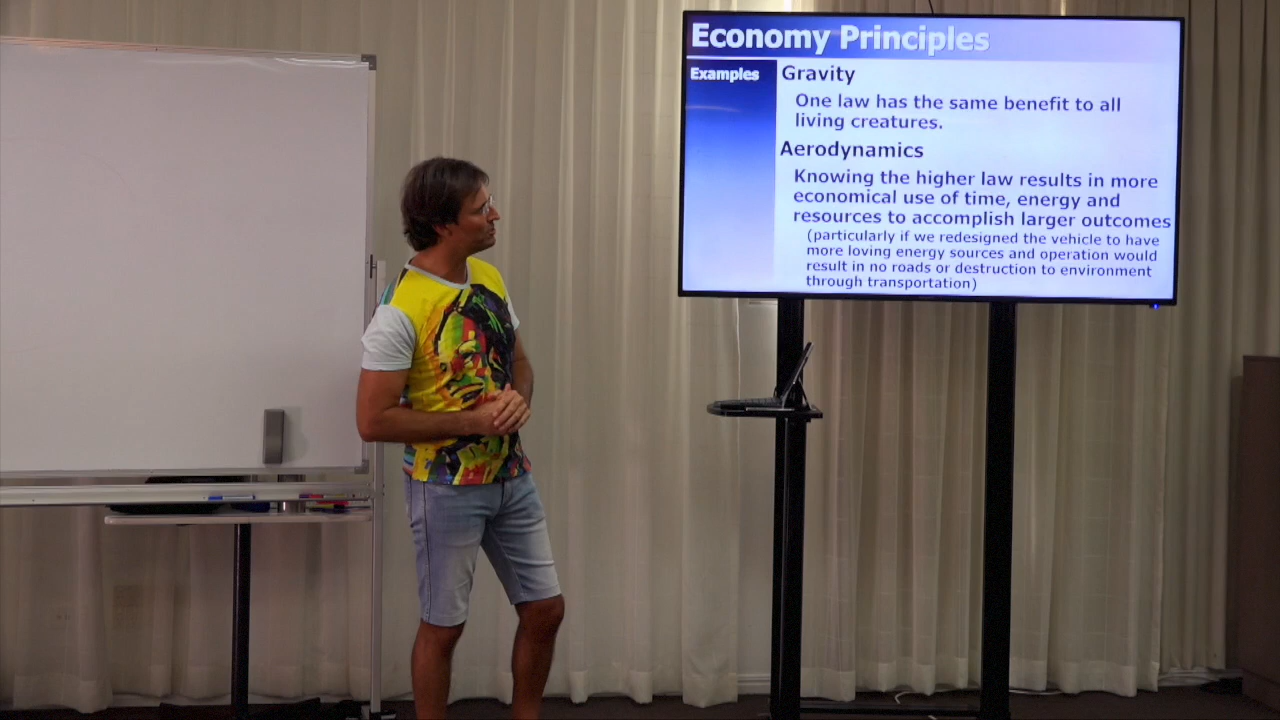 Economy Principles
Examples
Gravity
One law has the same benefit to all
living creatures.
Aerodynamics
Knowing the higher law results in more
economical use of time, energy and
resources to accomplish larger outcomes
(particularly if we redesigned the vehicle to have
more loving energy sources and operation would
result in no roads or destruction to environment
through transportation)